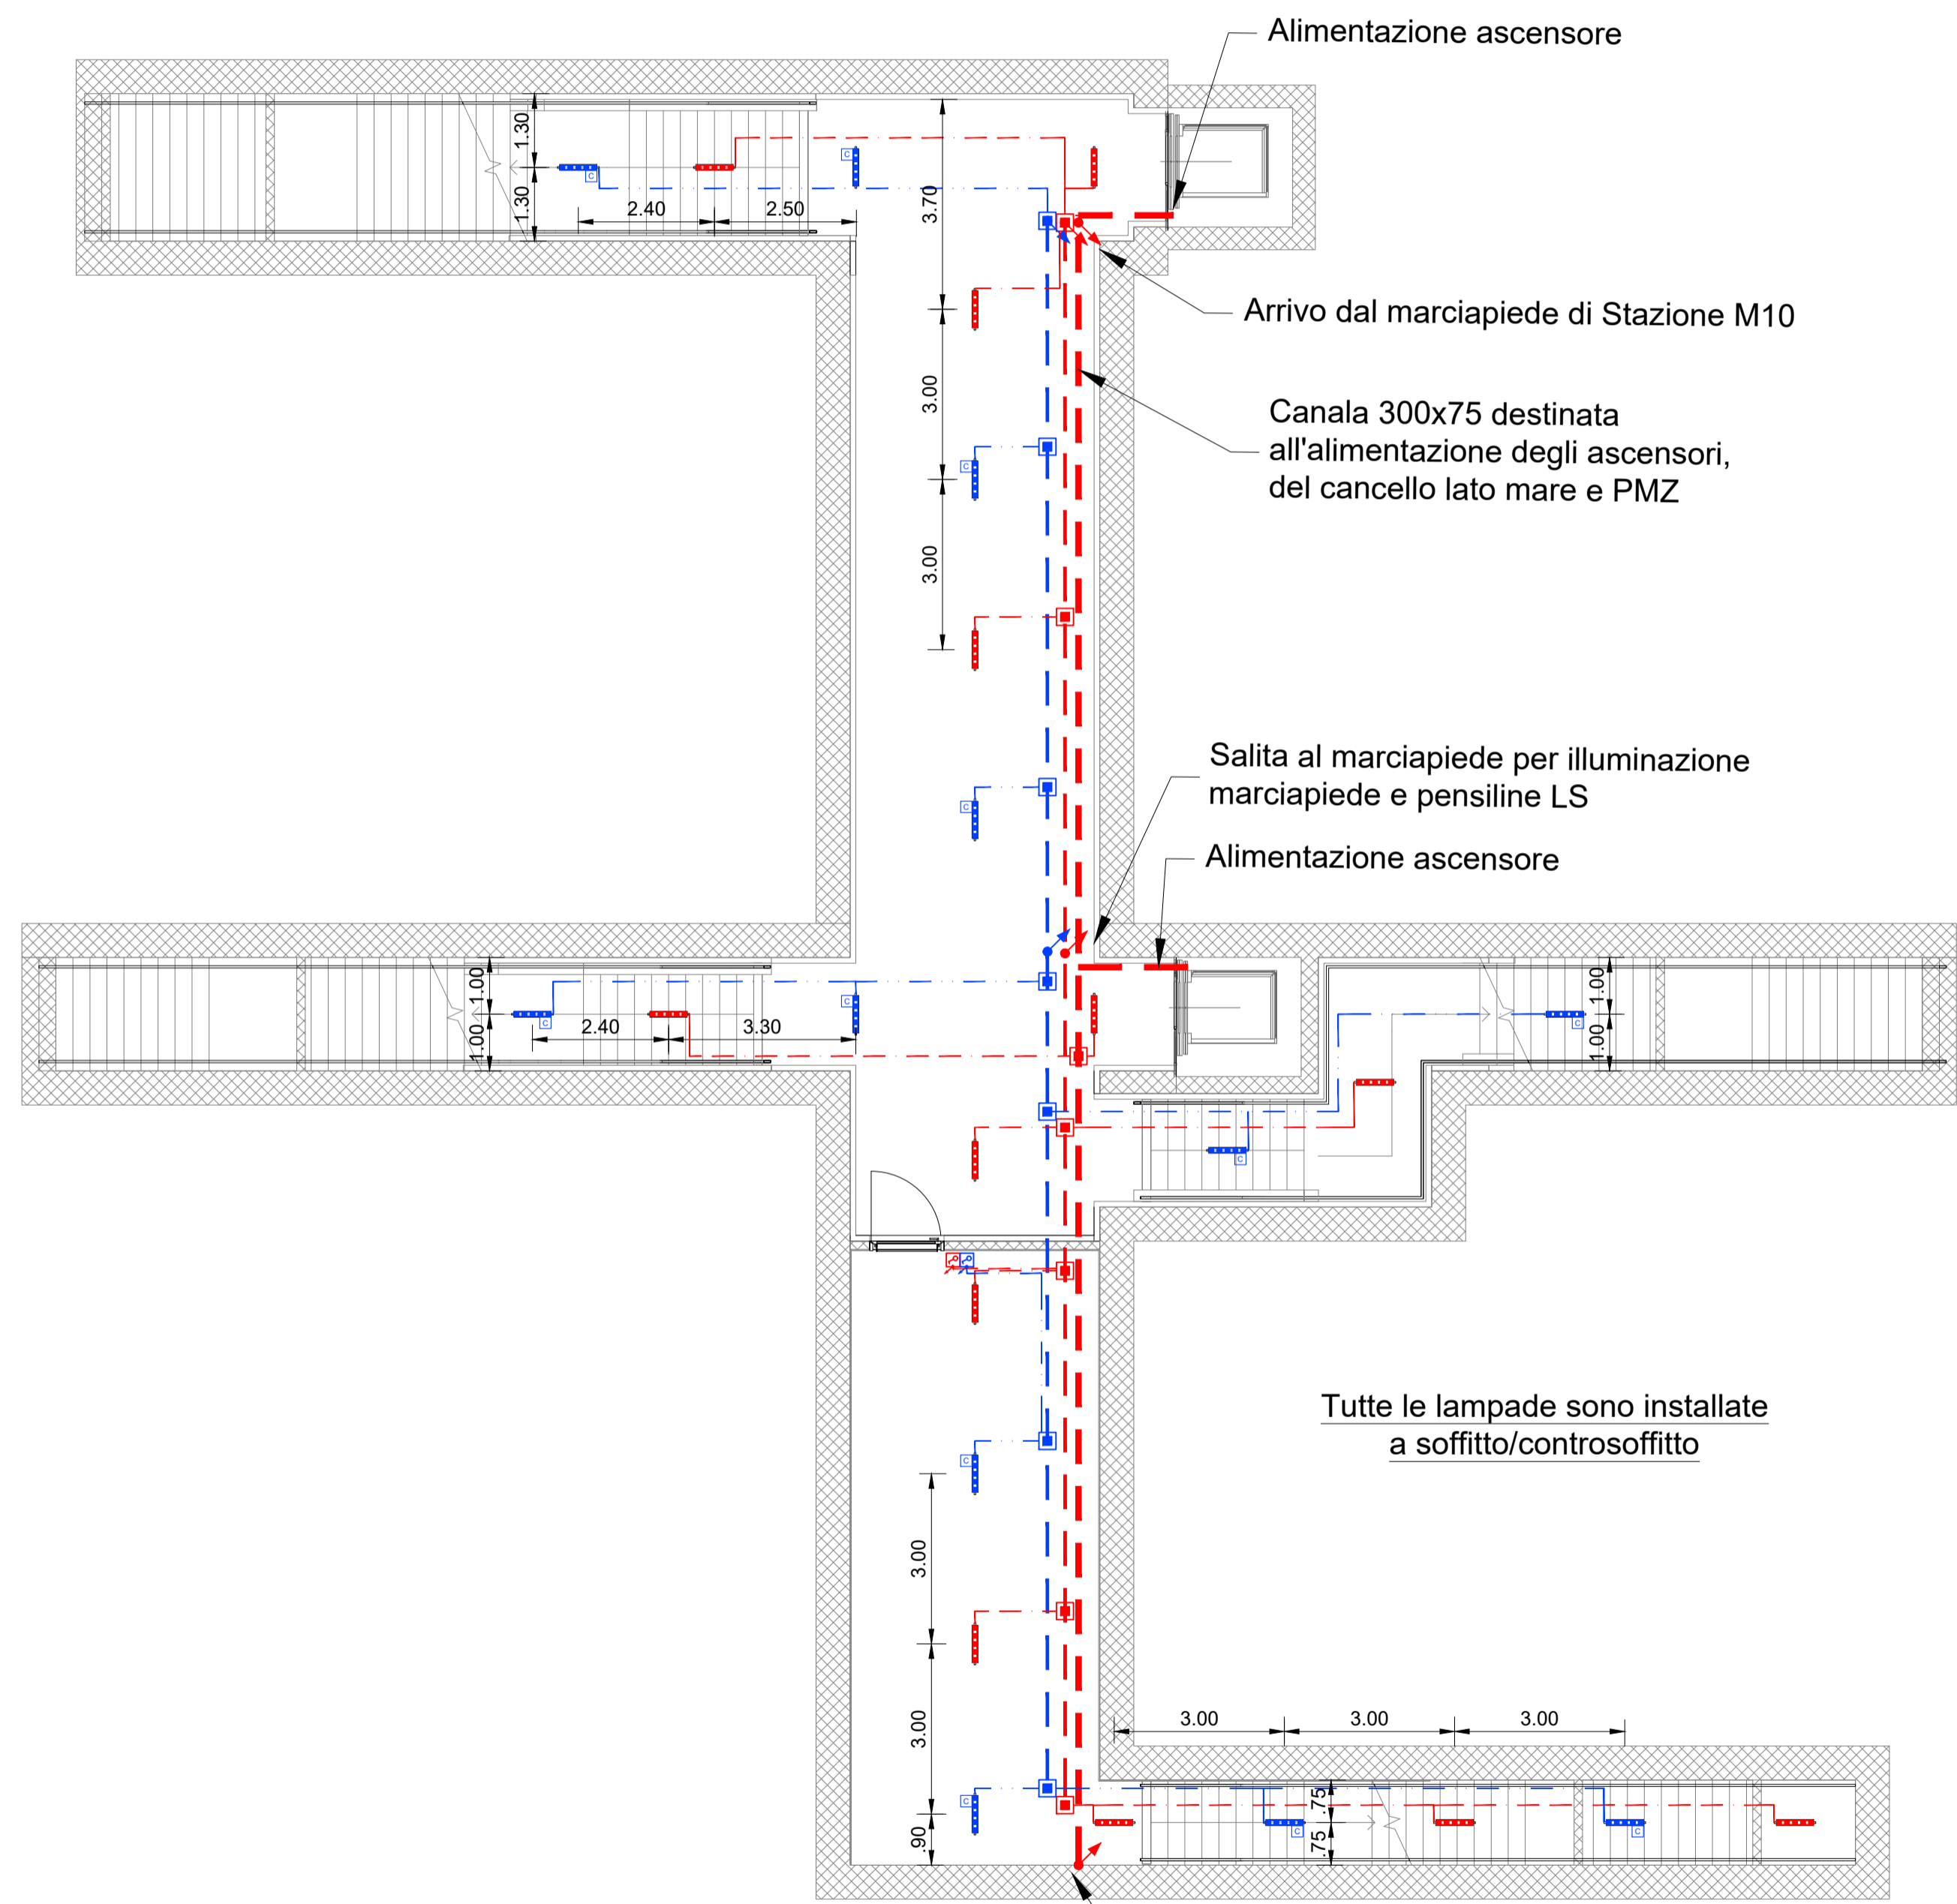 Alimentazione ascensore
1.30
1.30
2.40
2.50
3.70
Arrivo dal marciapiede di Stazione M10
3.00
Canala 300x75 destinata
all'alimentazione degli ascensori,
del cancello lato mare e PMZ
3.00
Salita al marciapiede per illuminazione
marciapiede e pensiline LS
Alimentazione ascensore
1.00
1.00
2.40
3.30
1.00
1.00
C
C
C
C
C
C
C
C
C
C
C
C
Tutte le lampade sono installate
a soffitto/controsoffitto
3.00
3.00
.90
3.00
3.00
3.00
.75
.75